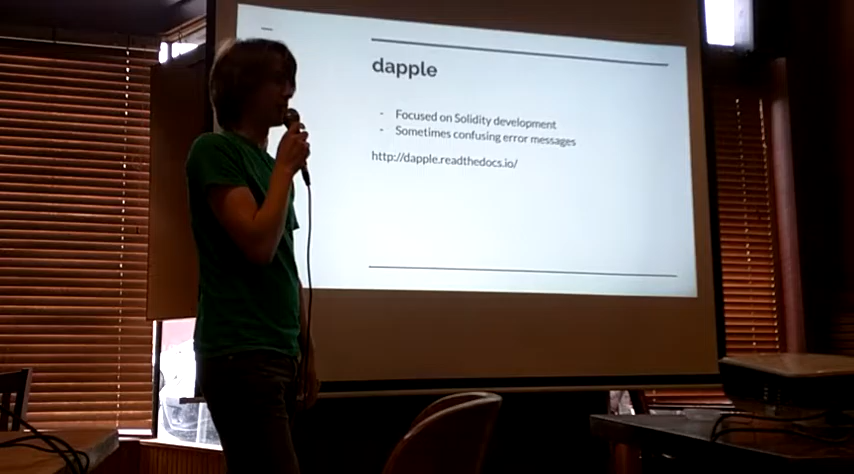 dapple
- Focused on Solidity development
- Sometimes confusing error messages
http://dapple.readthedocs.io/